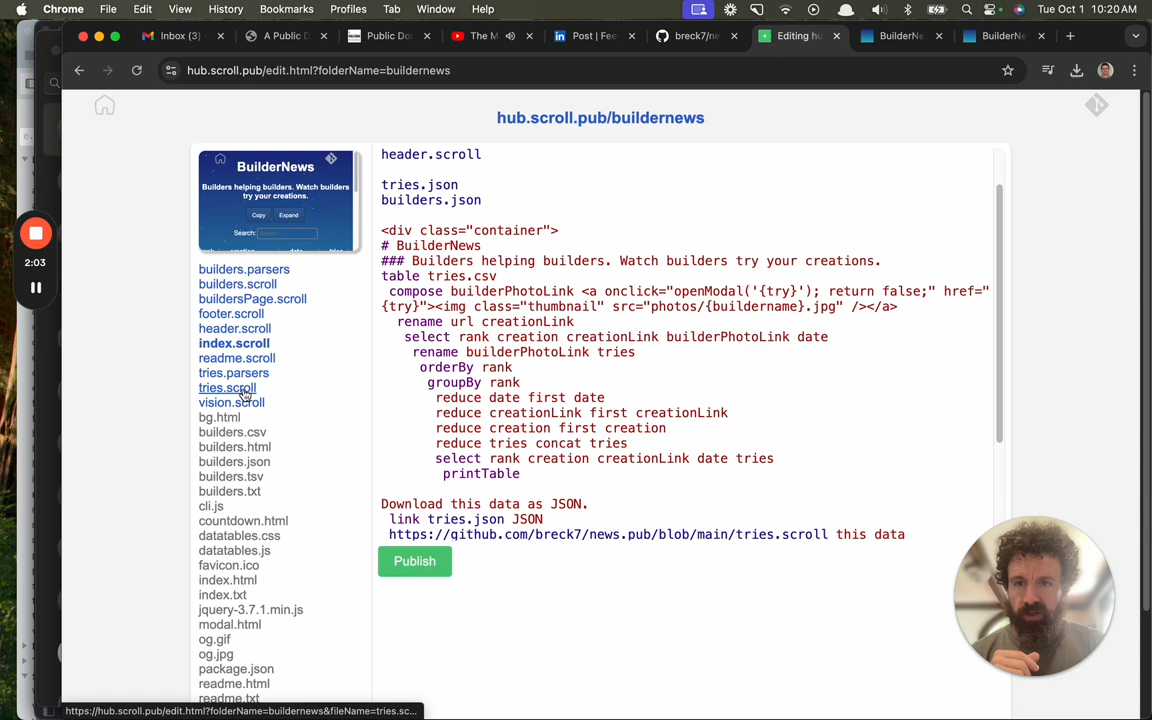 Chrome File Edit View History Bookmarks Profiles Tab Window Help Tue Oct 1 10:20 AM
Inbox (3) A Public D Public Do The M Post | Fee breck7/ne Editing hu BuilderNe BuilderNe
hub.scroll.pub/edit.html?folderName=buildernews
hub.scroll.pub/buildernews
BuilderNews
Builders helping builders. Watch builders
try your creations.
Copy Expand
Search:
builders.parsers
builders.scroll
buildersPage.scroll
footer.scroll
header.scroll
index.scroll
readme.scroll
tries.parsers
tries.scroll
vision.scroll
bg.html
builders.csv
builders.html
builders.json
builders.tsv
builders.txt
cli.js
countdown.html
datatables.css
datatables.js
favicon.ico
index.html
index.txt
jquery-3.7.1.min.js
modal.html
og.gif
og.jpg
package.json
readme.html
readme.txt
header.scroll
tries.json
builders.json
<div class="container">
# BuilderNews
### Builders helping builders. Watch builders try your creations.
table tries.csv
compose builderPhotoLink <a onclick="openModal('{try}'); return false;" href="
{try}"><img class="thumbnail" src="photos/{buildername}.jpg" /></a>
rename url creationLink
select rank creation creationLink builderPhotoLink date
rename builderPhotoLink tries
orderBy rank
groupBy rank
reduce date first date
reduce creationLink first creationLink
reduce creation first creation
reduce tries concat tries
select rank creation creationLink date tries
printTable
Download this data as JSON.
link tries.json JSON
https://github.com/breck7/news.pub/blob/main/tries.scroll this data
Publish
2:03
https://hub.scroll.pub/edit.html?folderName=buildernews&fileName=tries.sc...